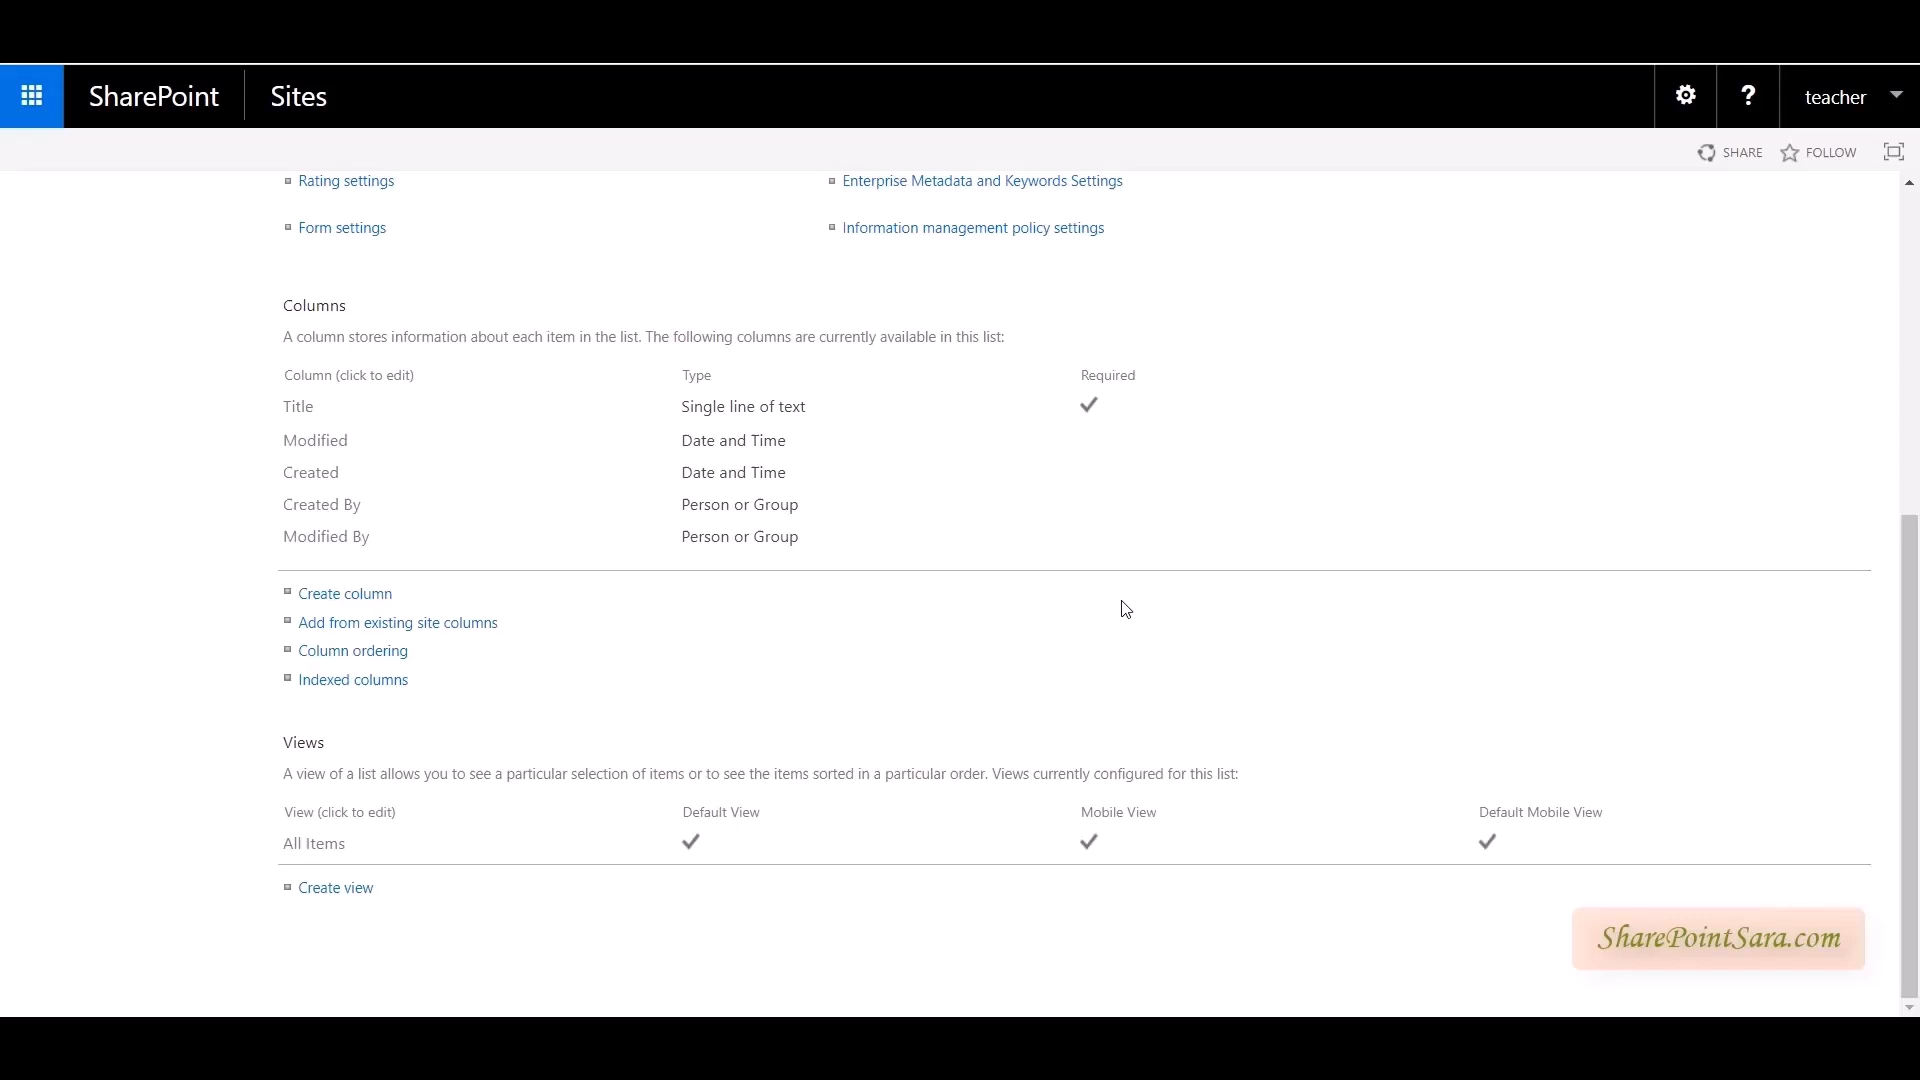 SharePoint Sites ? teacher
SHARE FOLLOW
Rating settings Enterprise Metadata and Keywords Settings
Form settings Information management policy settings
Columns
A column stores information about each item in the list. The following columns are currently available in this list:
Column (click to edit) Type Required
Title Single line of text
Modified Date and Time
Created Date and Time
Created By Person or Group
Modified By Person or Group
Create column
Add from existing site columns
Column ordering
Indexed columns
Views
A view of a list allows you to see a particular selection of items or to see the items sorted in a particular order. Views currently configured for this list:
View (click to edit) Default View Mobile View Default Mobile View
All Items
Create view
SharePointSara.com